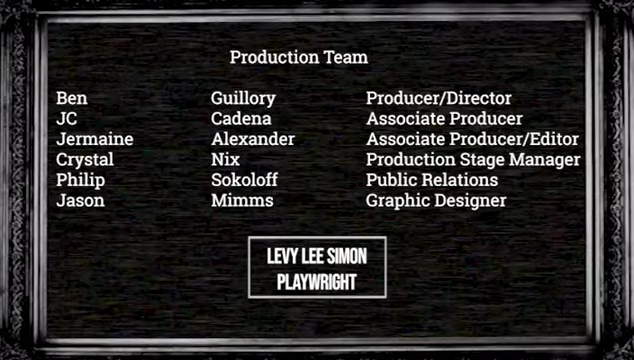 Production Team
Ben Guillory Producer/Director
JC Cadena Associate Producer
Jermaine Alexander Associate Producer/Editor
Crystal Nix Production Stage Manager
Philip Sokoloff Public Relations
Jason Mimms Graphic Designer
LEVY LEE SIMON
PLAYWRIGHT